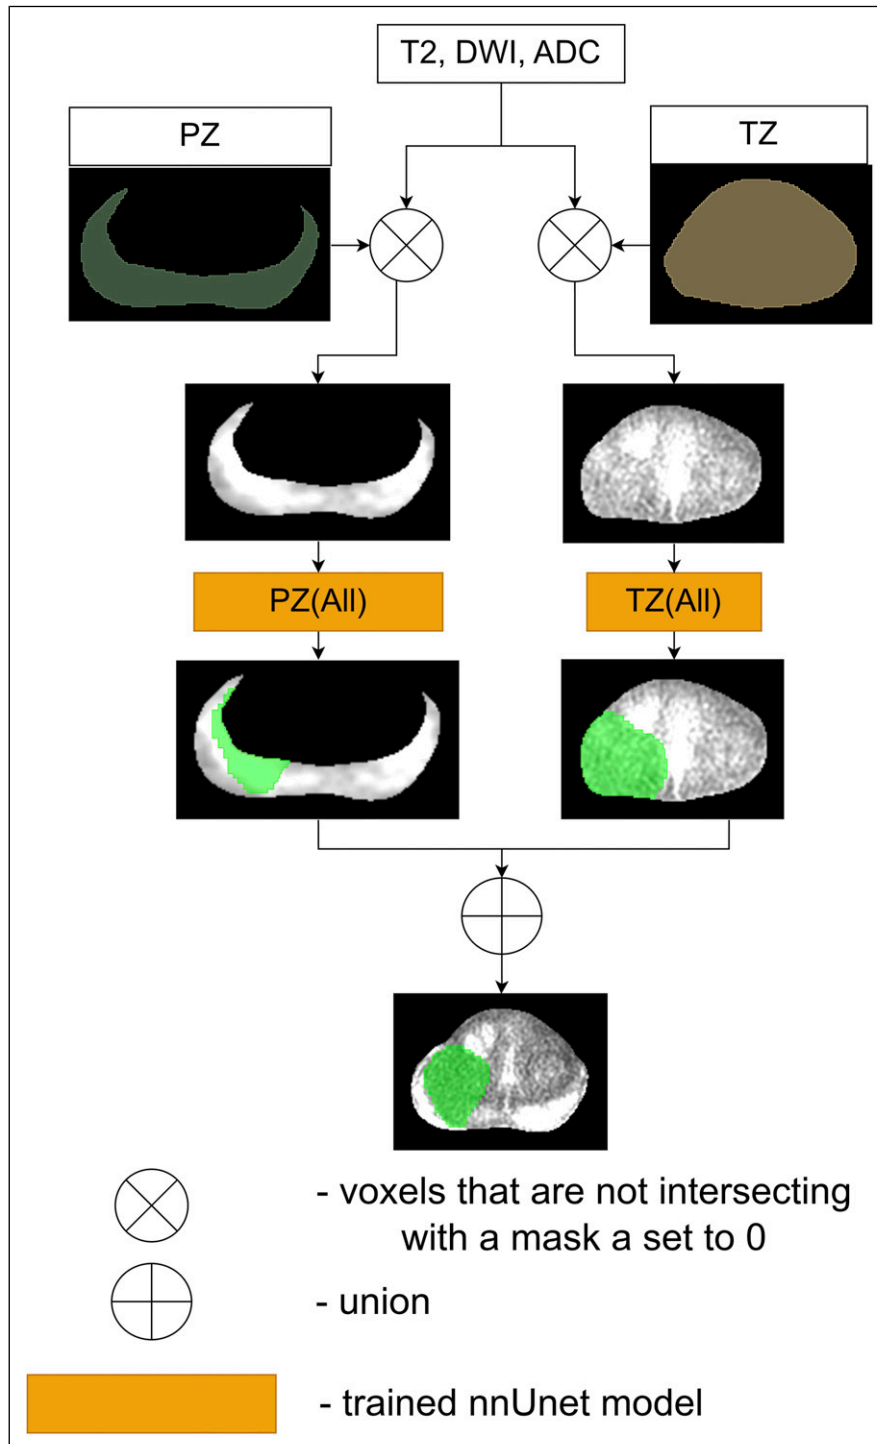 T2, DWI, ADC
PZ
TZ
PZ(All)
TZ(All)
- voxels that are not intersecting
with a mask a set to 0
- union
- trained nnUnet model